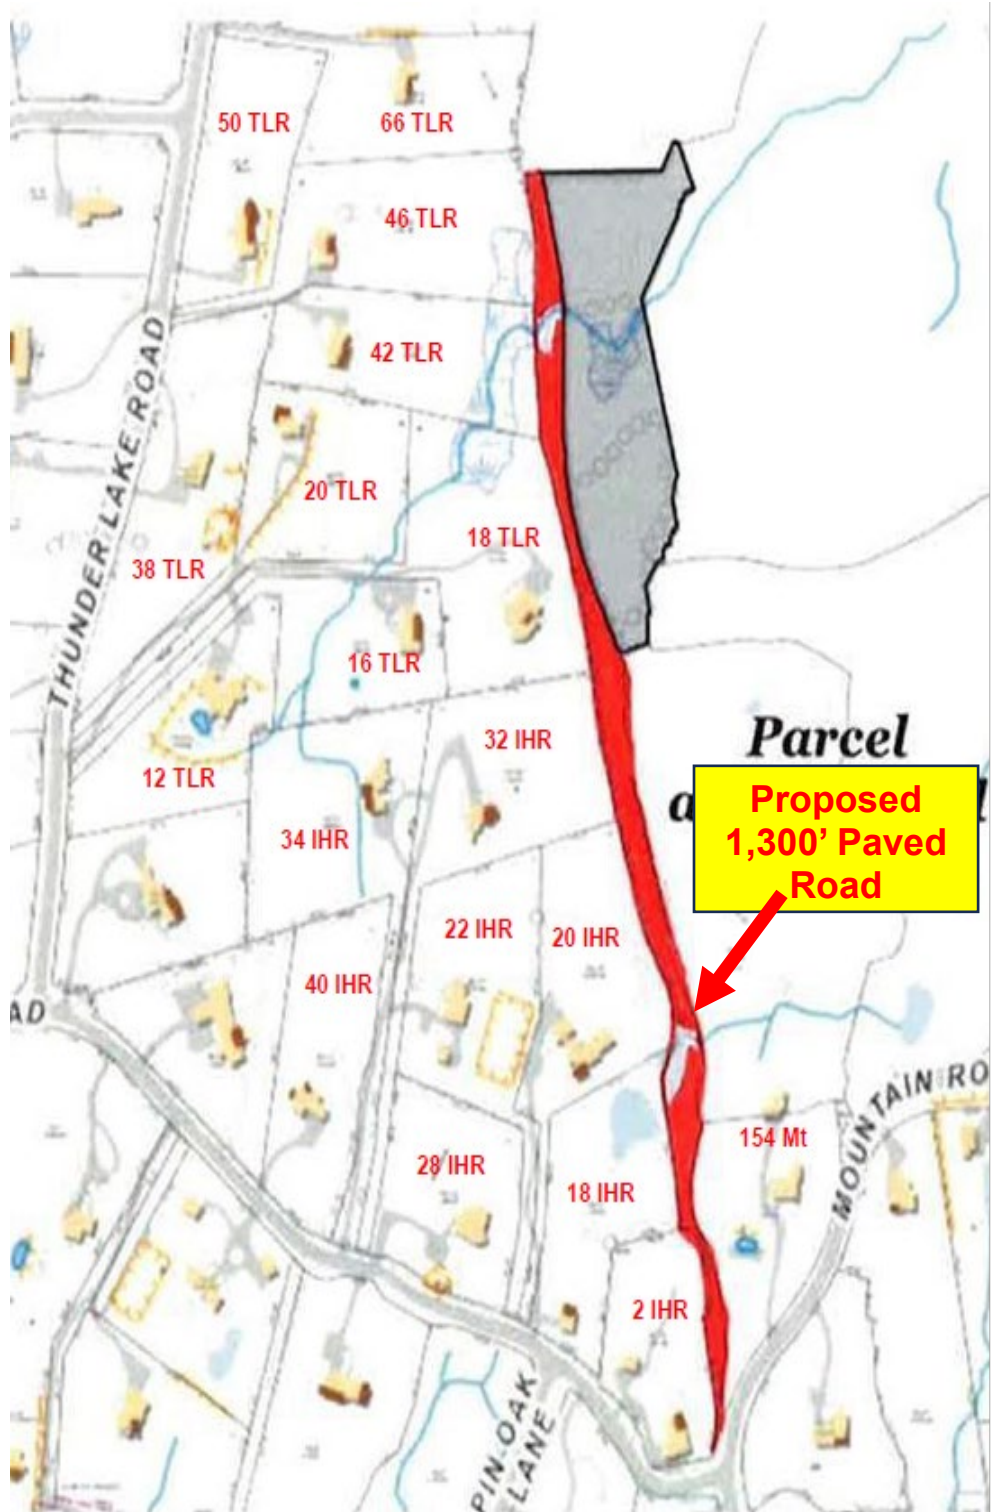 50 TLR
66 TLR
46 TLR
42 TLR
THUNDER LAKE ROAD
20 TLR
18 TLR
38 TLR
16 TLR
32 IHR
Parcel
12 TLR
Proposed
1,300’ Paved
Road
34 IHR
22 IHR
20 IHR
40 IHR
AD
MOUNTAIN RO
154 Mt
28 IHR
18 IHR
2 IHR
PIN OAK
LANE